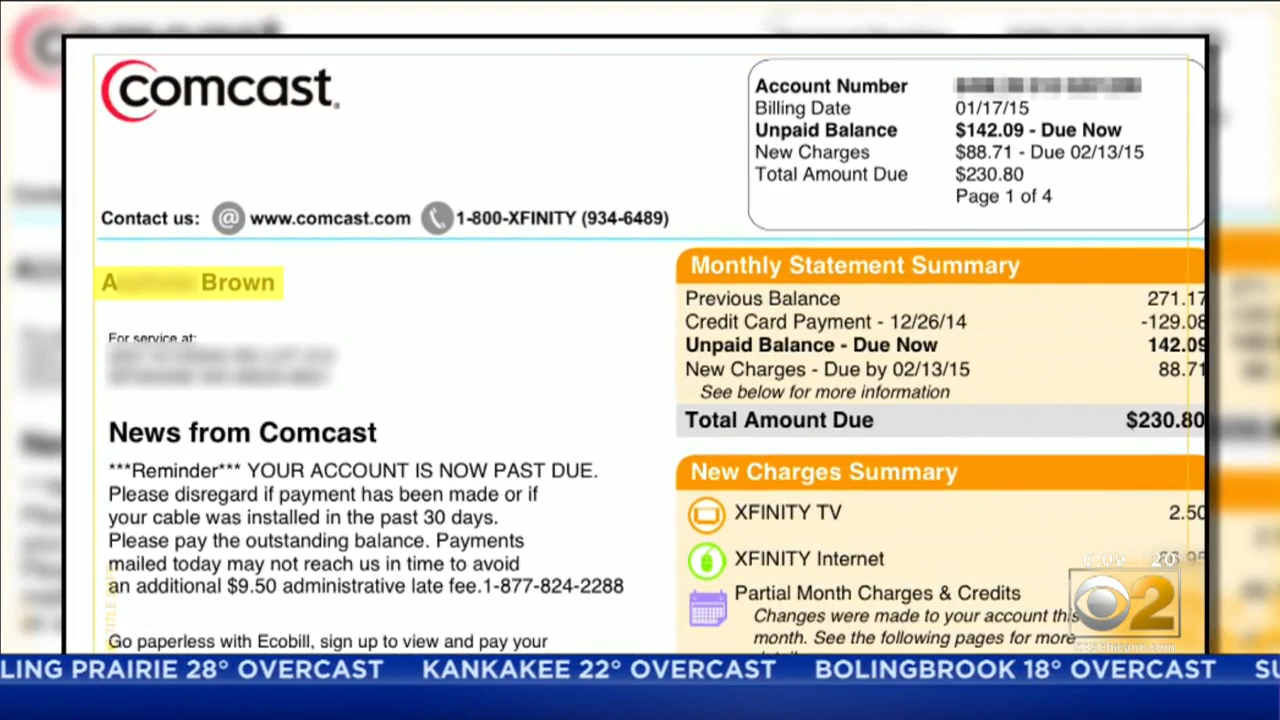 comcast.
Account Number
Billing Date 01/17/15
Unpaid Balance $142.09 - Due Now
New Charges $88.71 - Due 02/13/15
Total Amount Due $230.80
Page 1 of 4
Contact us: @ www.comcast.com 1-800-XFINITY (934-6489)
A Brown
For service at:
News from Comcast
***Reminder*** YOUR ACCOUNT IS NOW PAST DUE.
Please disregard if payment has been made or if
your cable was installed in the past 30 days.
Please pay the outstanding balance. Payments
mailed today may not reach us in time to avoid
an additional $9.50 administrative late fee.1-877-824-2288
Go paperless with Ecobill, sign up to view and pay your
Monthly Statement Summary
Previous Balance 271.17
Credit Card Payment - 12/26/14 -129.08
Unpaid Balance - Due Now 142.09
New Charges - Due by 02/13/15 88.71
See below for more information
Total Amount Due $230.80
New Charges Summary
XFINITY TV 2.50
XFINITY Internet
Partial Month Charges & Credits
Changes were made to your account this
month. See the following pages for more
6:09 20°
2
CBSChicago.com
LING PRAIRIE 28° OVERCAST KANKAKEE 22° OVERCAST BOLINGBROOK 18° OVERCAST SU